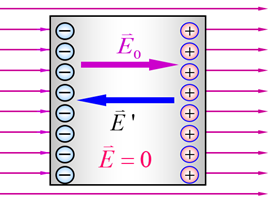 E⃗₀
E⃗'
E⃗ = 0